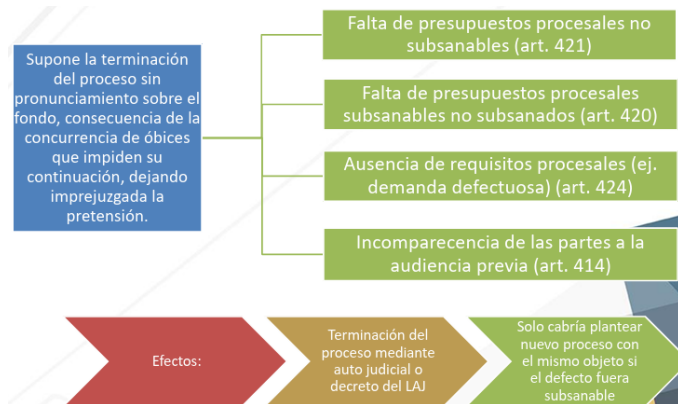 Supone la terminación
del proceso sin
pronunciamiento sobre el
fondo, consecuencia de la
concurrencia de óbices
que impiden su
continuación, dejando
imprejuzgada la
pretensión.
Falta de presupuestos procesales no
subsanables (art. 421)
Falta de presupuestos procesales
subsanables no subsanados (art. 420)
Ausencia de requisitos procesales (ej.
demanda defectuosa) (art. 424)
Incomparecencia de las partes a la
audiencia previa (art. 414)
Efectos:
Terminación del
proceso mediante
auto judicial o
decreto del LAJ
Solo cabría plantear
nuevo proceso con
el mismo objeto si
el defecto fuera
subsanable